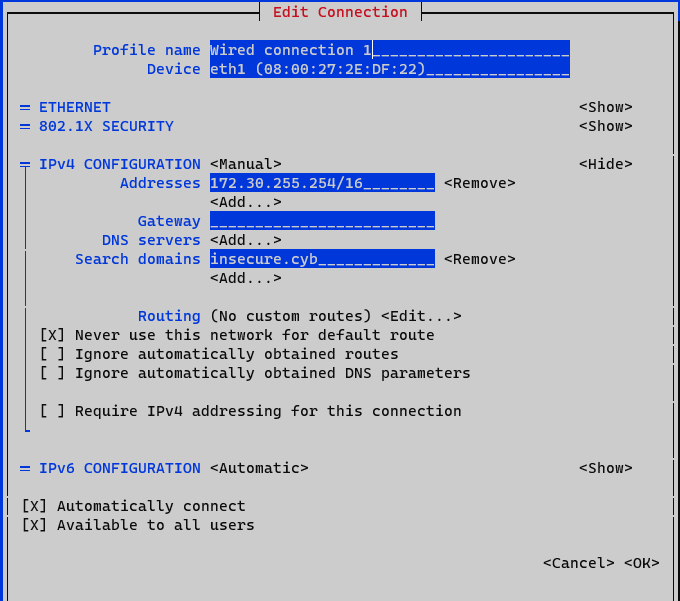 Edit Connection
Profile name Wired connection 1______________________
Device eth1 (08:00:27:2E:DF:22)________________
= ETHERNET <Show>
= 802.1X SECURITY <Show>
= IPv4 CONFIGURATION <Manual> <Hide>
Addresses 172.30.255.254/16________ <Remove>
<Add...>
Gateway _________________________
DNS servers <Add...>
Search domains insecure.cyb_____________ <Remove>
<Add...>
Routing (No custom routes) <Edit...>
[X] Never use this network for default route
[ ] Ignore automatically obtained routes
[ ] Ignore automatically obtained DNS parameters
[ ] Require IPv4 addressing for this connection
= IPv6 CONFIGURATION <Automatic> <Show>
[X] Automatically connect
[X] Available to all users
<Cancel> <OK>